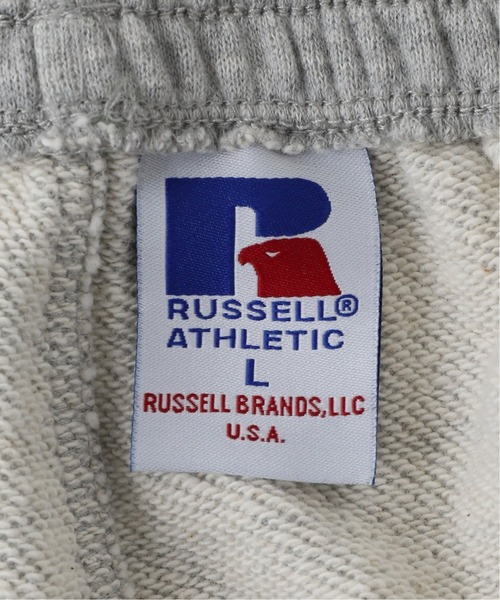 RUSSELL®
ATHLETIC
L
RUSSELL BRANDS,LLC
U.S.A.